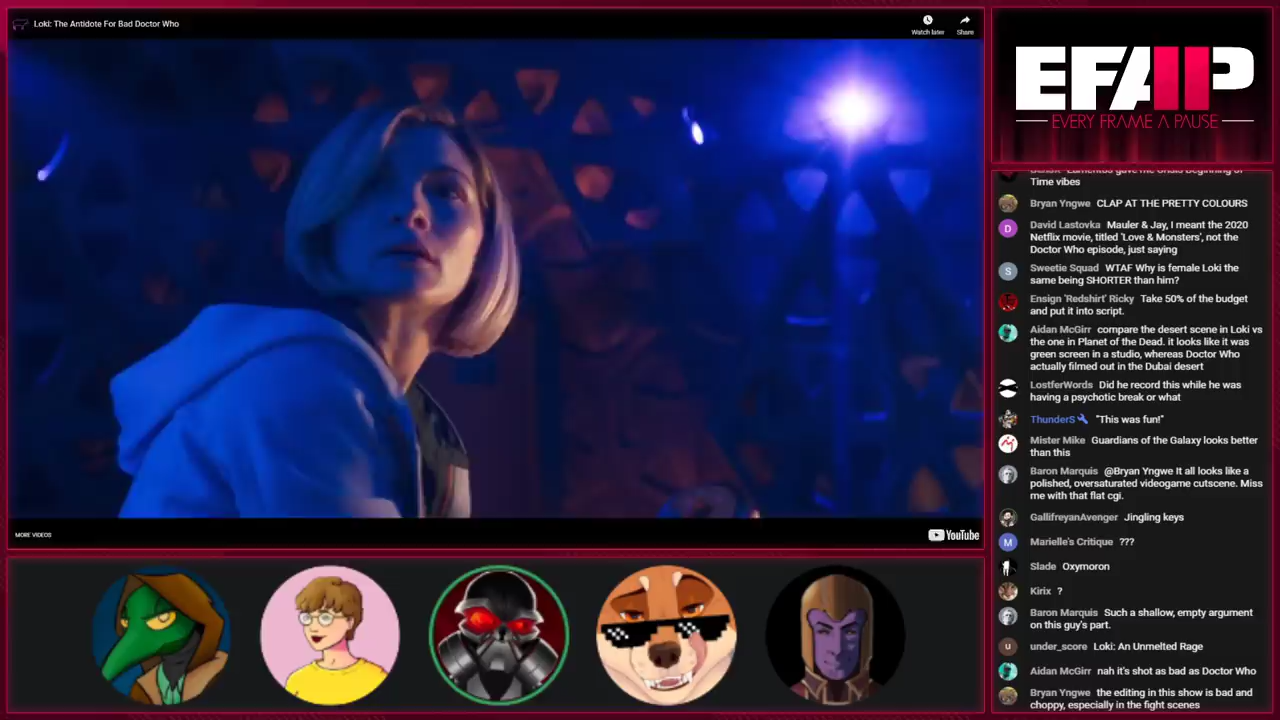 Loki: The Antidote For Bad Doctor Who
Watch later
Share
MORE VIDEOS
YouTube
EFAP
EVERY FRAME A PAUSE
Time vibes
Bryan Yngwe CLAP AT THE PRETTY COLOURS
D
David Lastovka Mauler & Jay, I meant the 2020
Netflix movie, titled 'Love & Monsters', not the
Doctor Who episode, just saying
S
Sweetie Squad WTAF Why is female Loki the
same being SHORTER than him?
Ensign 'Redshirt' Ricky Take 50% of the budget
and put it into script.
Aidan McGirr compare the desert scene in Loki vs
the one in Planet of the Dead. it looks like it was
green screen in a studio, whereas Doctor Who
actually filmed out in the Dubai desert
LostferWords Did he record this while he was
having a psychotic break or what
ThunderS "This was fun!"
Mister Mike Guardians of the Galaxy looks better
than this
Baron Marquis @Bryan Yngwe It all looks like a
polished, oversaturated videogame cutscene. Miss
me with that flat cgi.
GallifreyanAvenger Jingling keys
M
Marielle's Critique ???
Slade Oxymoron
Kirix ?
Baron Marquis Such a shallow, empty argument
on this guy's part.
u
under_score Loki: An Unmelted Rage
Aidan McGirr nah it's shot as bad as Doctor Who
Bryan Yngwe the editing in this show is bad and
choppy, especially in the fight scenes